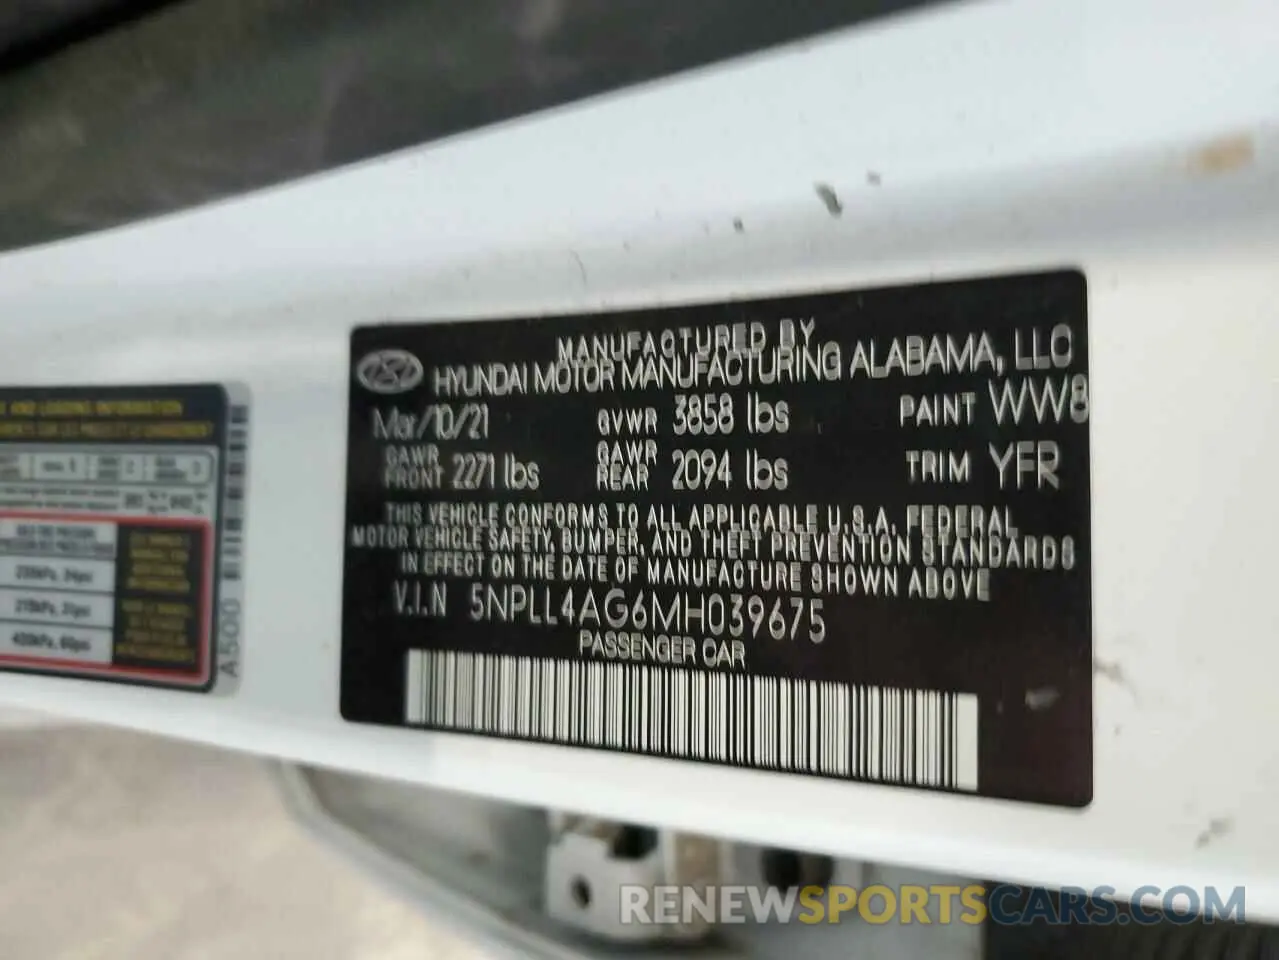 MANUFACTURED BY
HYUNDAI MOTOR MANUFACTURING ALABAMA, LLC
Mar/10/21 GVWR 3858 lbs PAINT WW8
GAWR FRONT 2271 lbs GAWR REAR 2094 lbs TRIM YFR
THIS VEHICLE CONFORMS TO ALL APPLICABLE U.S.A. FEDERAL
MOTOR VEHICLE SAFETY, BUMPER, AND THEFT PREVENTION STANDARDS
IN EFFECT ON THE DATE OF MANUFACTURE SHOWN ABOVE
V.I.N 5NPLL4AG6MH039675
PASSENGER CAR
A500
RENEWSPORTSCARS.COM